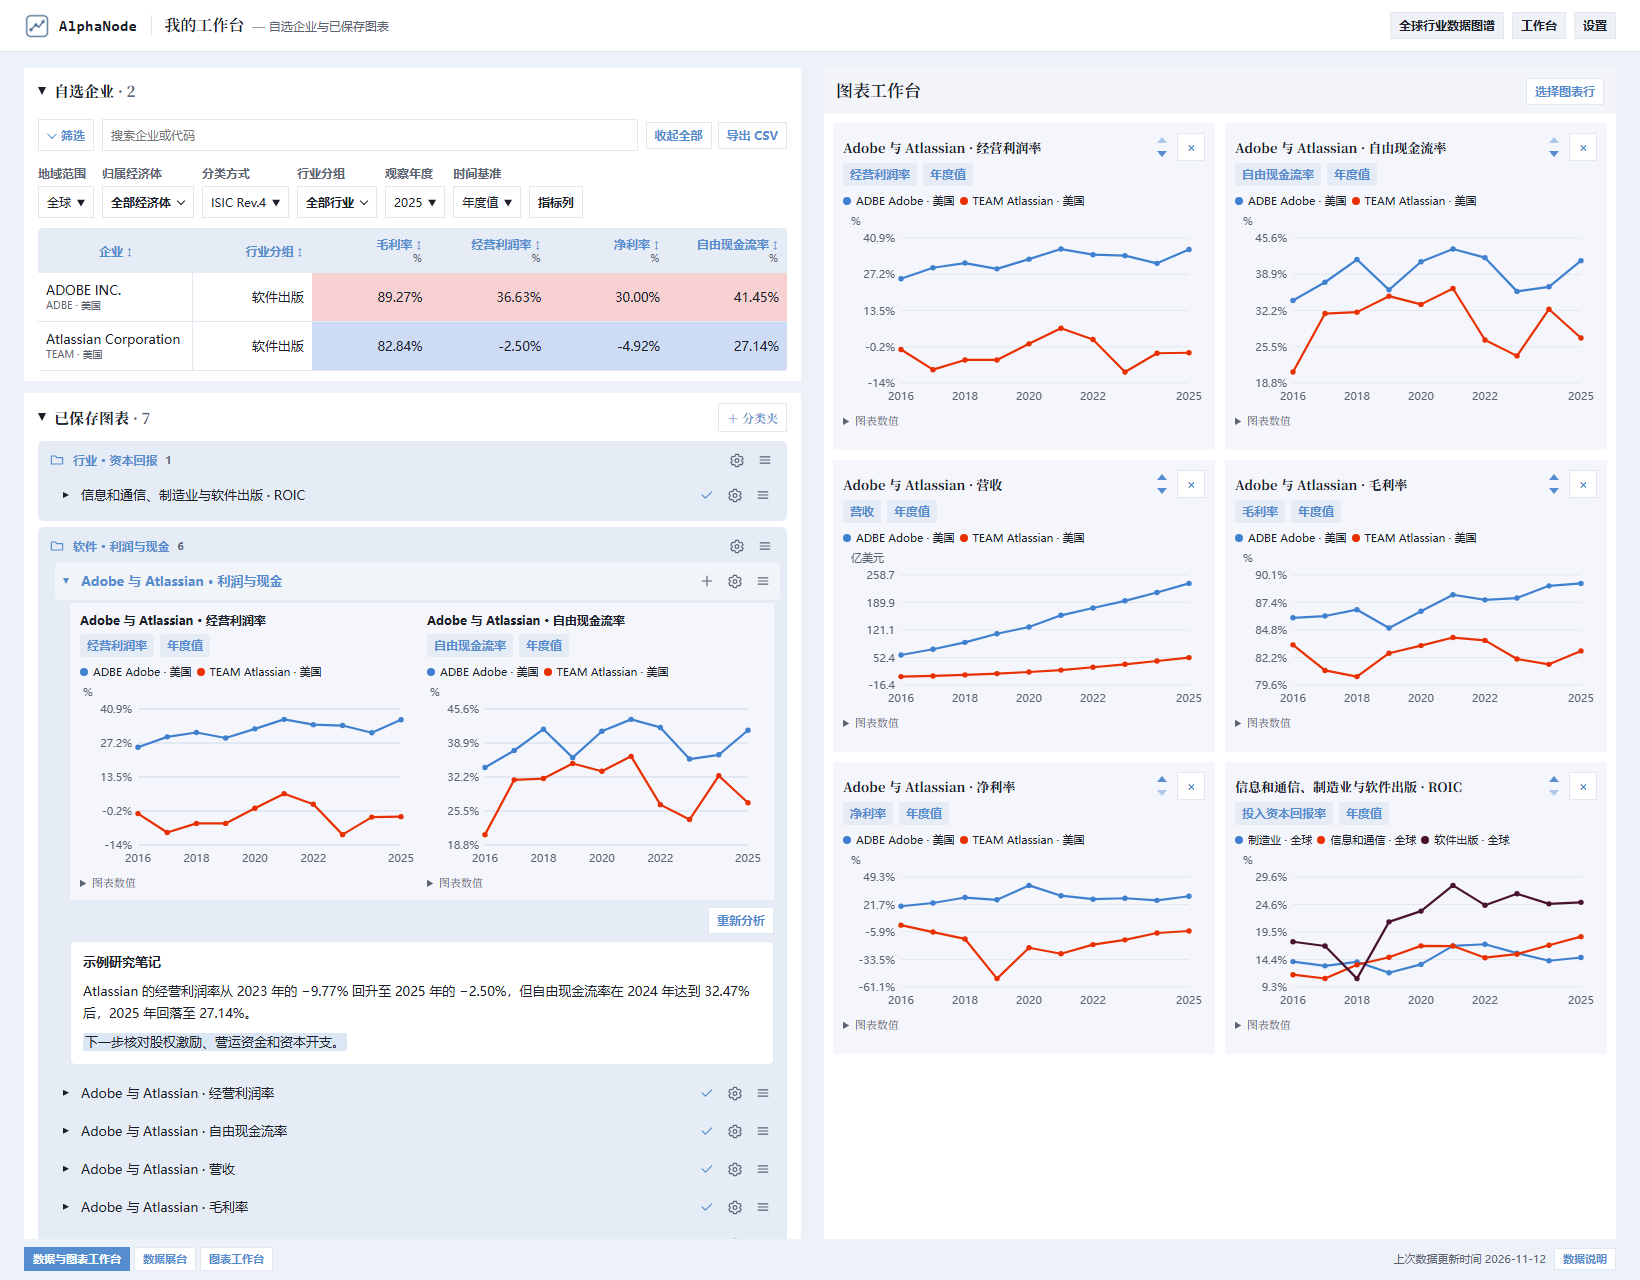 AlphaNode 我的工作台 — 自选企业与已保存图表
全球行业数据图谱 工作台 设置
▼ 自选企业 · 2
筛选 搜索企业或代码 收起全部 导出 CSV
地域范围 归属经济体 分类方式 行业分组 观察年度 时间基准
全球 ▼ 全部经济体 ISIC Rev.4 ▼ 全部行业 2025 ▼ 年度值 ▼ 指标列
企业 ↕ 行业分组 ↕ 毛利率 ↕ 经营利润率 ↕ 净利率 ↕ 自由现金流率 ↕
% % % %
ADOBE INC. 软件出版 89.27% 36.63% 30.00% 41.45%
ADBE · 美国
Atlassian Corporation 软件出版 82.84% -2.50% -4.92% 27.14%
TEAM · 美国
▼ 已保存图表 · 7
+ 分类夹
行业 • 资本回报 1
▸ 信息和通信、制造业与软件出版 · ROIC
软件 • 利润与现金 6
▾ Adobe 与 Atlassian • 利润与现金
Adobe 与 Atlassian • 经营利润率
经营利润率 年度值
ADBE Adobe · 美国 TEAM Atlassian · 美国
%
40.9%
27.2%
13.5%
-0.2%
-14%
2016 2018 2020 2022 2025
▶ 图表数值
Adobe 与 Atlassian • 自由现金流率
自由现金流率 年度值
ADBE Adobe · 美国 TEAM Atlassian · 美国
%
45.6%
38.9%
32.2%
25.5%
18.8%
2016 2018 2020 2022 2025
▶ 图表数值
重新分析
示例研究笔记
Atlassian 的经营利润率从 2023 年的 −9.77% 回升至 2025 年的 −2.50%，但自由现金流率在 2024 年达到 32.47%
后，2025 年回落至 27.14%。
下一步核对股权激励、营运资金和资本开支。
▸ Adobe 与 Atlassian · 经营利润率
▸ Adobe 与 Atlassian · 自由现金流率
▸ Adobe 与 Atlassian · 营收
▸ Adobe 与 Atlassian · 毛利率
图表工作台
选择图表行
Adobe 与 Atlassian · 经营利润率
×
经营利润率 年度值
ADBE Adobe · 美国 TEAM Atlassian · 美国
%
40.9%
27.2%
13.5%
-0.2%
-14%
2016 2018 2020 2022 2025
▶ 图表数值
Adobe 与 Atlassian · 自由现金流率
×
自由现金流率 年度值
ADBE Adobe · 美国 TEAM Atlassian · 美国
%
45.6%
38.9%
32.2%
25.5%
18.8%
2016 2018 2020 2022 2025
▶ 图表数值
Adobe 与 Atlassian · 营收
×
营收 年度值
ADBE Adobe · 美国 TEAM Atlassian · 美国
亿美元
258.7
189.9
121.1
52.4
-16.4
2016 2018 2020 2022 2025
▶ 图表数值
Adobe 与 Atlassian · 毛利率
×
毛利率 年度值
ADBE Adobe · 美国 TEAM Atlassian · 美国
%
90.1%
87.4%
84.8%
82.2%
79.6%
2016 2018 2020 2022 2025
▶ 图表数值
Adobe 与 Atlassian · 净利率
×
净利率 年度值
ADBE Adobe · 美国 TEAM Atlassian · 美国
%
49.3%
21.7%
-5.9%
-33.5%
-61.1%
2016 2018 2020 2022 2025
▶ 图表数值
信息和通信、制造业与软件出版 · ROIC
×
投入资本回报率 年度值
制造业 · 全球 信息和通信 · 全球 软件出版 · 全球
%
29.6%
24.6%
19.5%
14.4%
9.3%
2016 2018 2020 2022 2025
▶ 图表数值
数据与图表工作台 数据展台 图表工作台
上次数据更新时间 2026-11-12 数据说明